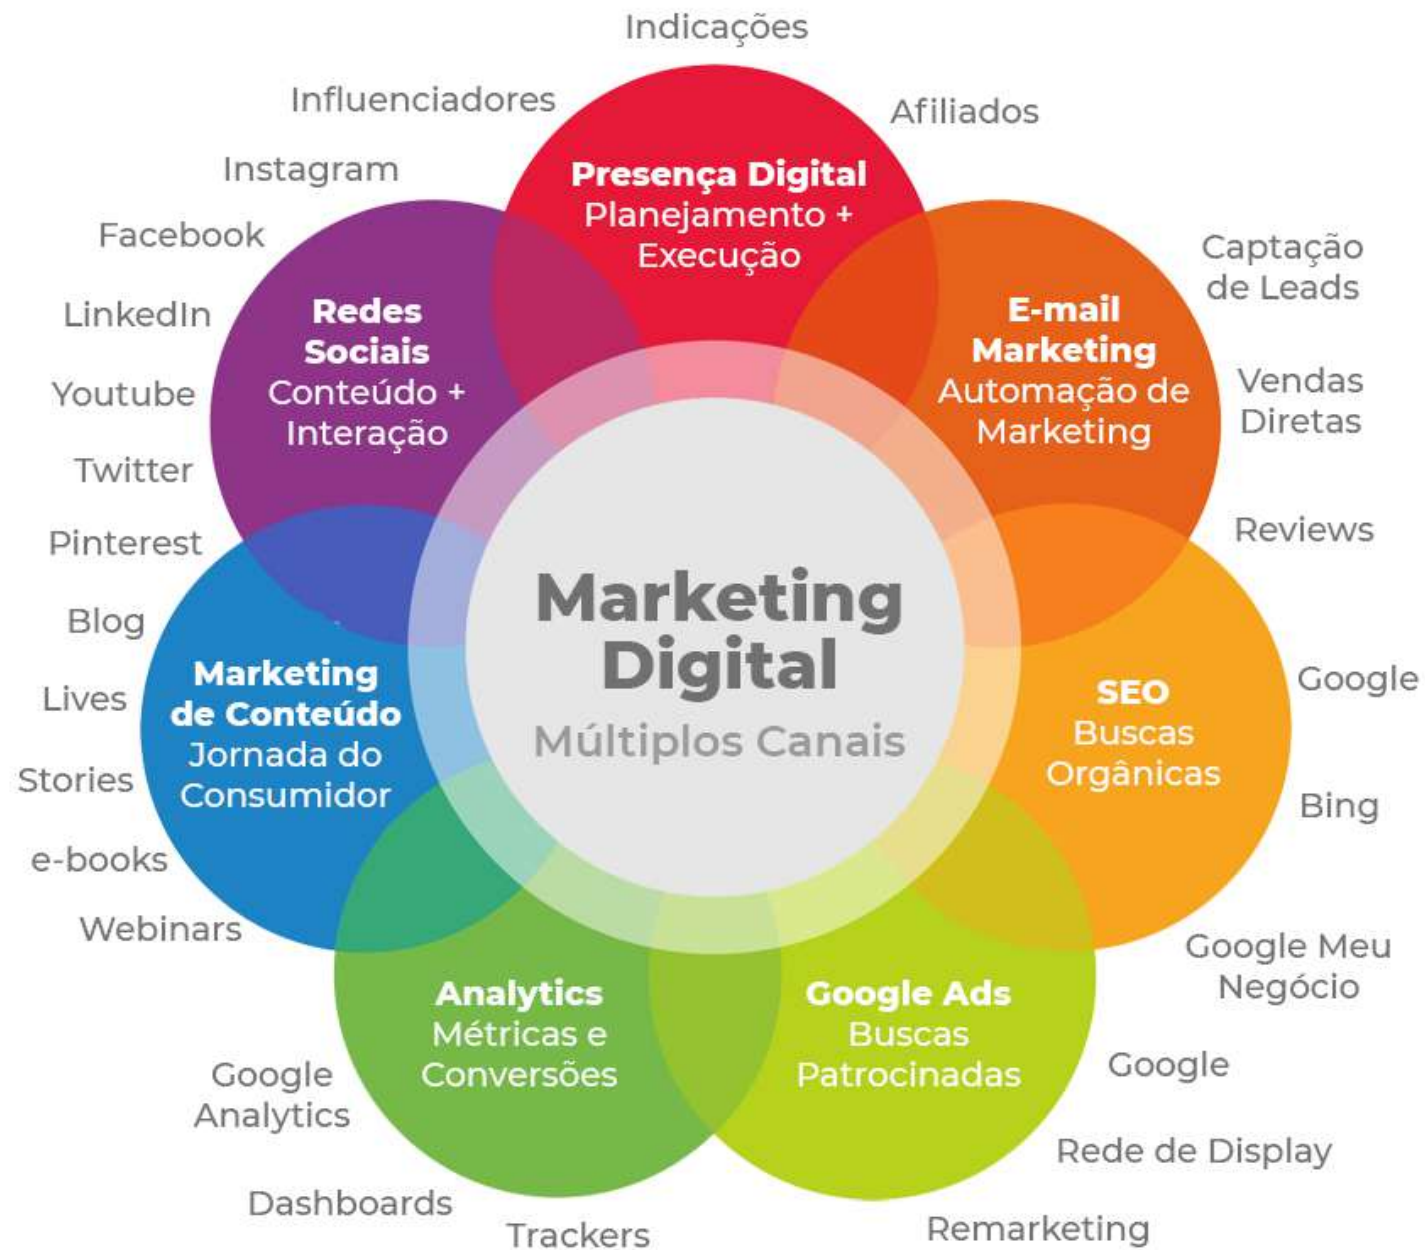 Indicações
Influenciadores
Afiliados
Instagram
Facebook
LinkedIn
Youtube
Twitter
Pinterest
Blog
Lives
Stories
e-books
Webinars
Presença Digital
Planejamento +
Execução
Redes
Sociais
Conteúdo +
Interação
E-mail
Marketing
Automação de
Marketing
Captação
de Leads
Vendas
Diretas
Reviews
Marketing
Digital
Múltiplos Canais
Marketing
de Conteúdo
Jornada do
Consumidor
SEO
Buscas
Orgânicas
Google
Bing
Google Meu
Negócio
Analytics
Métricas e
Conversões
Google Ads
Buscas
Patrocinadas
Google
Rede de Display
Remarketing
Google
Analytics
Dashboards
Trackers